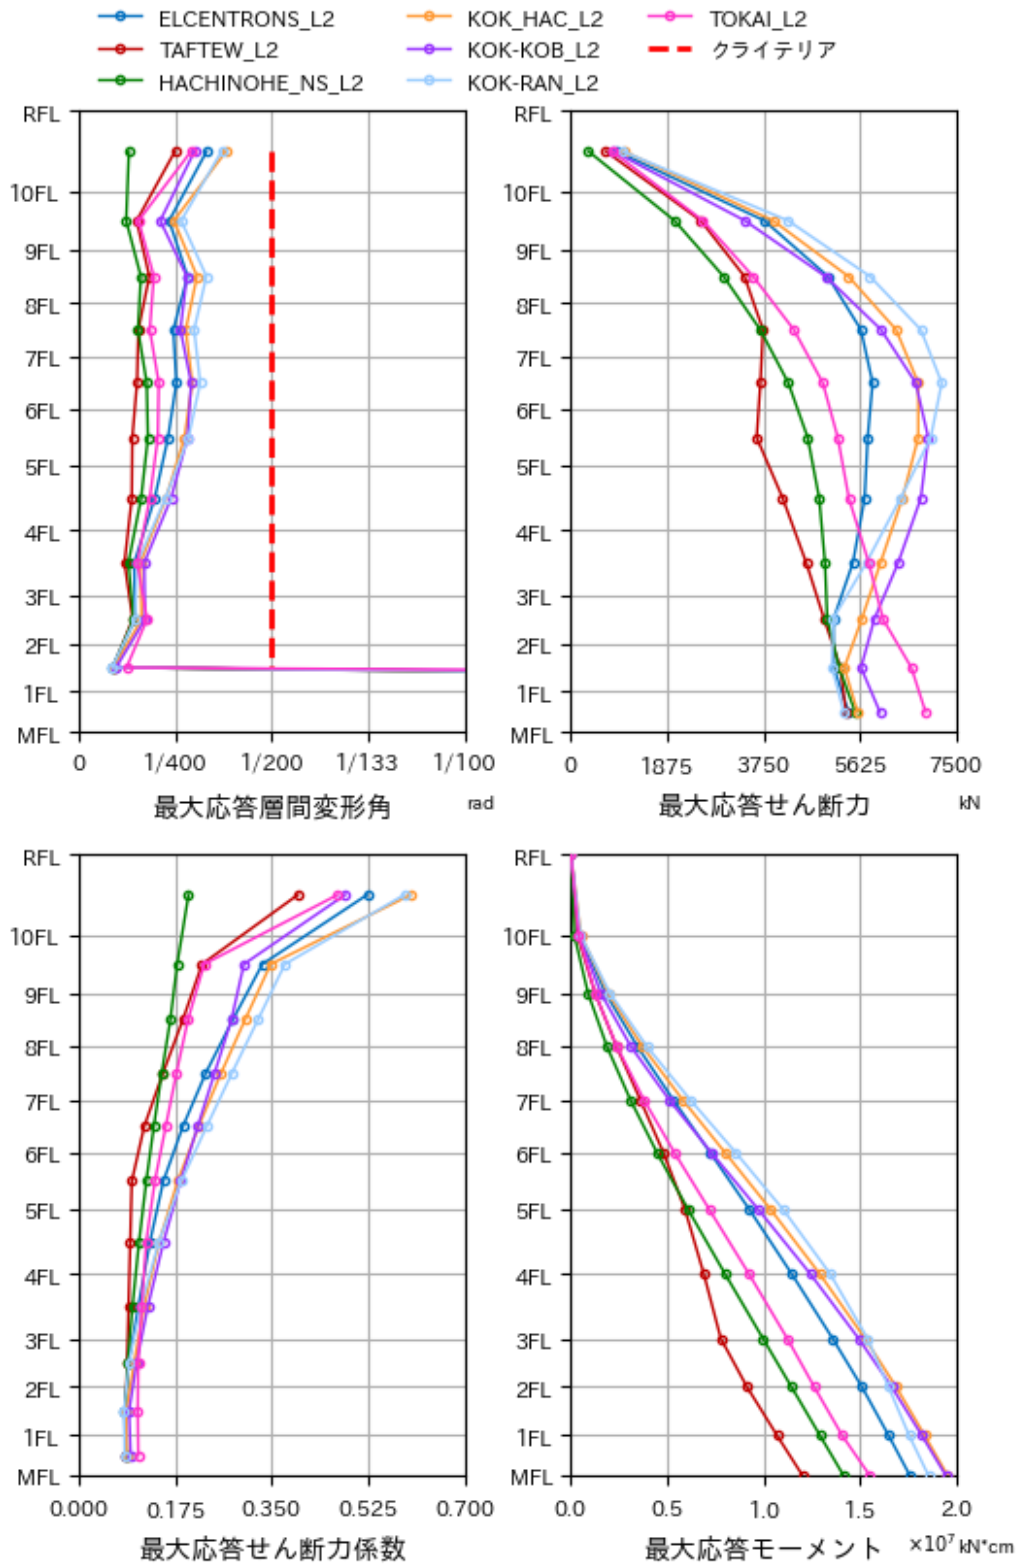 ELCENTRONS_L2 KOK_HAC_L2 TOKAI_L2
TAFTEW_L2 KOK-KOB_L2 クライテリア
HACHINOHE_NS_L2 KOK-RAN_L2
RFL
10FL
9FL
8FL
7FL
6FL
5FL
4FL
3FL
2FL
1FL
MFL
0 1/400 1/200 1/133 1/100
最大応答層間変形角 rad
RFL
10FL
9FL
8FL
7FL
6FL
5FL
4FL
3FL
2FL
1FL
MFL
0 1875 3750 5625 7500
最大応答せん断力 kN
RFL
10FL
9FL
8FL
7FL
6FL
5FL
4FL
3FL
2FL
1FL
MFL
0.000 0.175 0.350 0.525 0.700
最大応答せん断力係数
RFL
10FL
9FL
8FL
7FL
6FL
5FL
4FL
3FL
2FL
1FL
MFL
0.0 0.5 1.0 1.5 2.0
最大応答モーメント ×10⁷ kN*cm